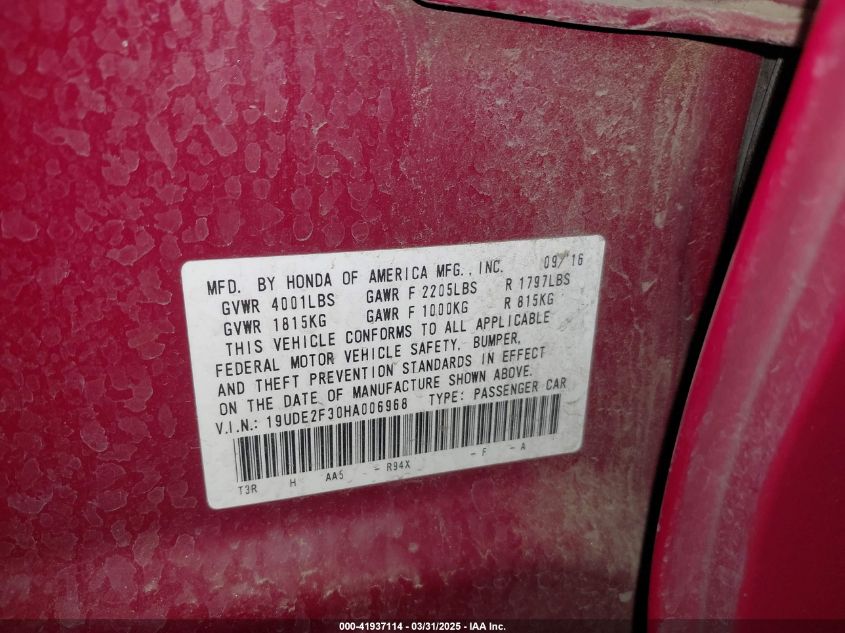 MFD. BY HONDA OF AMERICA MFG., INC. 09/16
GVWR 4001LBS GAWR F 2205LBS R 1797LBS
GVWR 1815KG GAWR F 1000KG R 815KG
THIS VEHICLE CONFORMS TO ALL APPLICABLE
FEDERAL MOTOR VEHICLE SAFETY, BUMPER,
AND THEFT PREVENTION STANDARDS IN EFFECT
ON THE DATE OF MANUFACTURE SHOWN ABOVE.
V.I.N.: 19UDE2F30HA006968 TYPE: PASSENGER CAR
T3R H AA5 - R94X - F - A
000-41937114 - 03/31/2025 - IAA Inc.